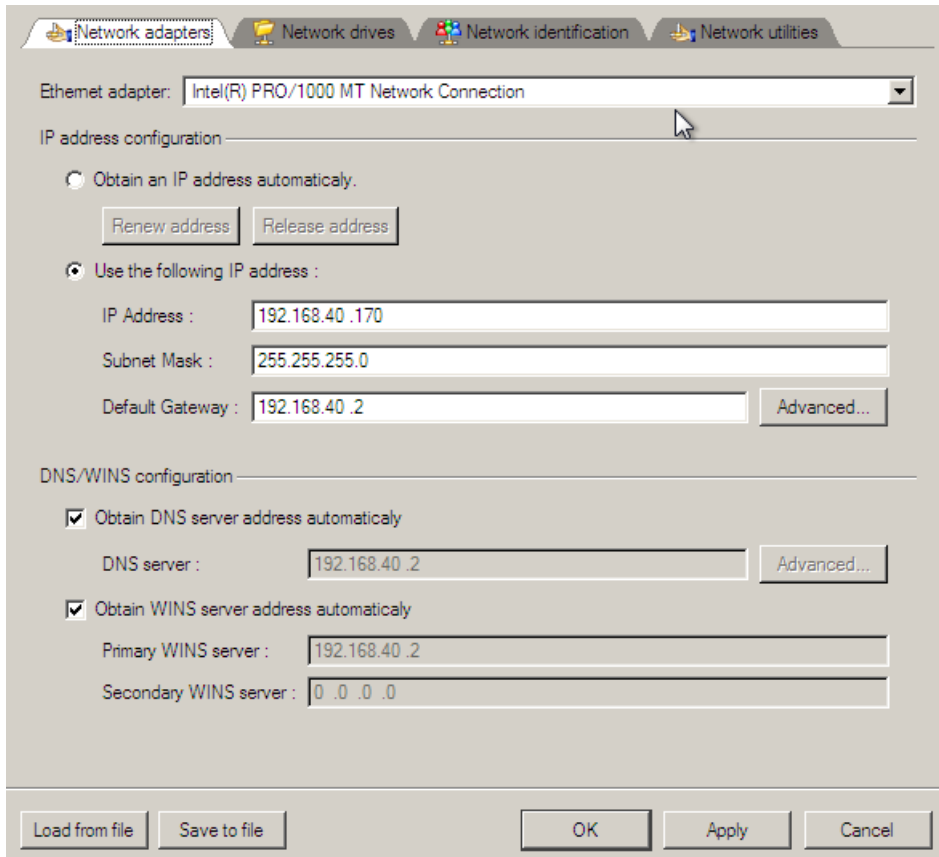 Network adapters Network drives Network identification Network utilities
Ethernet adapter: Intel(R) PRO/1000 MT Network Connection
IP address configuration
Obtain an IP address automaticaly.
Renew address Release address
Use the following IP address :
IP Address : 192.168.40 .170
Subnet Mask : 255.255.255.0
Default Gateway : 192.168.40 .2 Advanced...
DNS/WINS configuration
Obtain DNS server address automaticaly
DNS server : 192.168.40 .2 Advanced...
Obtain WINS server address automaticaly
Primary WINS server : 192.168.40 .2
Secondary WINS server : 0 .0 .0 .0
Load from file Save to file OK Apply Cancel